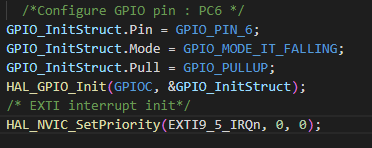 /*Configure GPIO pin : PC6 */
GPIO_InitStruct.Pin = GPIO_PIN_6;
GPIO_InitStruct.Mode = GPIO_MODE_IT_FALLING;
GPIO_InitStruct.Pull = GPIO_PULLUP;
HAL_GPIO_Init(GPIOC, &GPIO_InitStruct);
/* EXTI interrupt init*/
HAL_NVIC_SetPriority(EXTI9_5_IRQn, 0, 0);